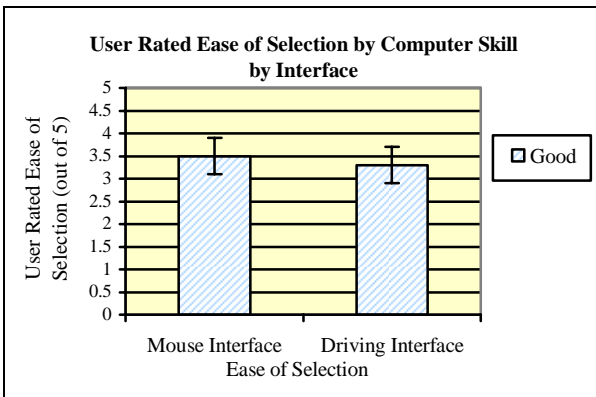 User Rated Ease of Selection by Computer Skill
by Interface
User Rated Ease of
Selection (out of 5)
5
4.5
4
3.5
3
2.5
2
1.5
1
0.5
0
Mouse Interface
Driving Interface
Ease of Selection
Good